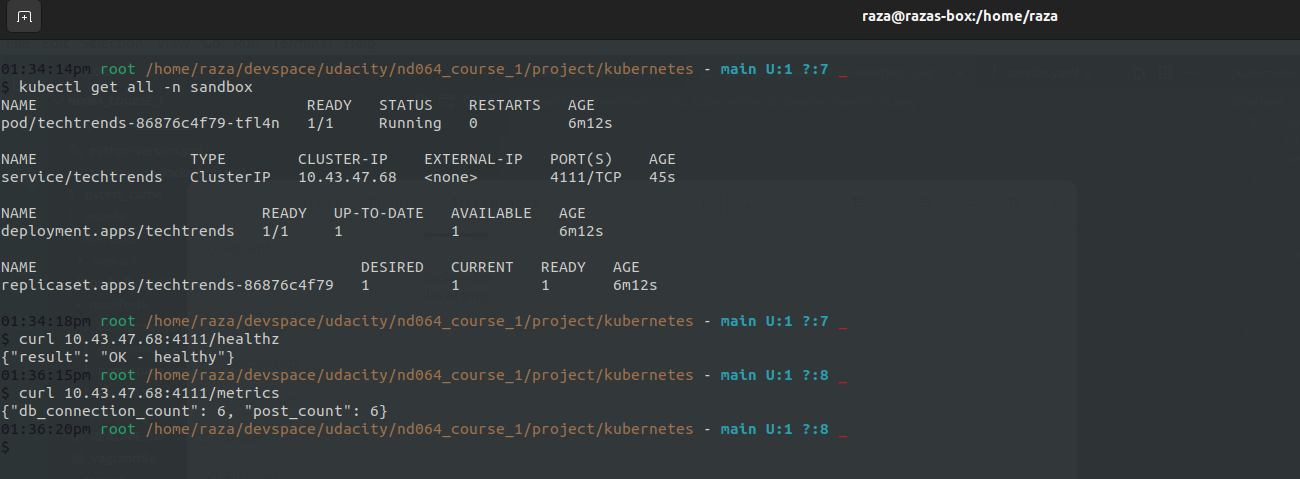 raza@razas-box:/home/raza
01:34:14pm root /home/raza/devspace/udacity/nd064_course_1/project/kubernetes - main U:1 ?:7 _
$ kubectl get all -n sandbox
NAME                              READY   STATUS    RESTARTS   AGE
pod/techtrends-86876c4f79-tfl4n   1/1     Running   0          6m12s
NAME                 TYPE        CLUSTER-IP    EXTERNAL-IP   PORT(S)    AGE
service/techtrends   ClusterIP   10.43.47.68   <none>        4111/TCP   45s
NAME                         READY   UP-TO-DATE   AVAILABLE   AGE
deployment.apps/techtrends   1/1     1            1           6m12s
NAME                                    DESIRED   CURRENT   READY   AGE
replicaset.apps/techtrends-86876c4f79   1         1         1       6m12s
01:34:18pm root /home/raza/devspace/udacity/nd064_course_1/project/kubernetes - main U:1 ?:7 _
$ curl 10.43.47.68:4111/healthz
{"result": "OK - healthy"}
01:36:15pm root /home/raza/devspace/udacity/nd064_course_1/project/kubernetes - main U:1 ?:8 _
$ curl 10.43.47.68:4111/metrics
{"db_connection_count": 6, "post_count": 6}
01:36:20pm root /home/raza/devspace/udacity/nd064_course_1/project/kubernetes - main U:1 ?:8 _
$